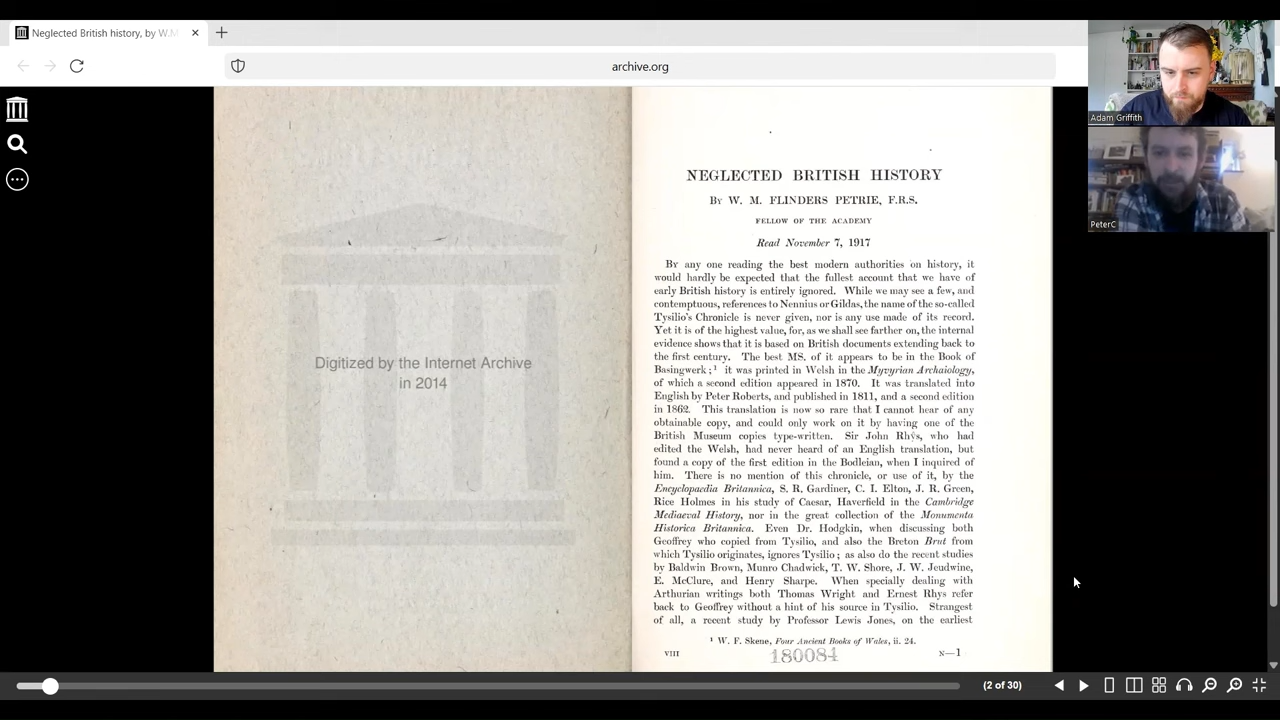 Neglected British history, by W.M
archive.org
Adam Griffith
PeterC
Digitized by the Internet Archive
in 2014
NEGLECTED BRITISH HISTORY
By W. M. FLINDERS PETRIE, F.R.S.
FELLOW OF THE ACADEMY
Read November 7, 1917
By any one reading the best modern authorities on history, it
would hardly be expected that the fullest account that we have of
early British history is entirely ignored. While we may see a few, and
contemptuous, references to Nennius or Gildas, the name of the so-called
Tysilio's Chronicle is never given, nor is any use made of its record.
Yet it is of the highest value, for, as we shall see farther on, the internal
evidence shows that it is based on British documents extending back to
the first century. The best MS. of it appears to be in the Book of
Basingwerk;¹ it was printed in Welsh in the Myvyrian Archaiology,
of which a second edition appeared in 1870. It was translated into
English by Peter Roberts, and published in 1811, and a second edition
in 1862. This translation is now so rare that I cannot hear of any
obtainable copy, and could only work on it by having one of the
British Museum copies type-written. Sir John Rhŷs, who had
edited the Welsh, had never heard of an English translation, but
found a copy of the first edition in the Bodleian, when I inquired of
him. There is no mention of this chronicle, or use of it, by the
Encyclopaedia Britannica, S. R. Gardiner, C. I. Elton, J. R. Green,
Rice Holmes in his study of Caesar, Haverfield in the Cambridge
Mediaeval History, nor in the great collection of the Monumenta
Historica Britannica. Even Dr. Hodgkin, when discussing both
Geoffrey who copied from Tysilio, and also the Breton Brut from
which Tysilio originates, ignores Tysilio; as also do the recent studies
by Baldwin Brown, Munro Chadwick, T. W. Shore, J. W. Jeudwine,
E. McClure, and Henry Sharpe. When specially dealing with
Arthurian writings both Thomas Wright and Ernest Rhys refer
back to Geoffrey without a hint of his source in Tysilio. Strangest
of all, a recent study by Professor Lewis Jones, on the earliest
¹ W. F. Skene, Four Ancient Books of Wales, ii. 24.
VIII
180084
N—1
(2 of 30)